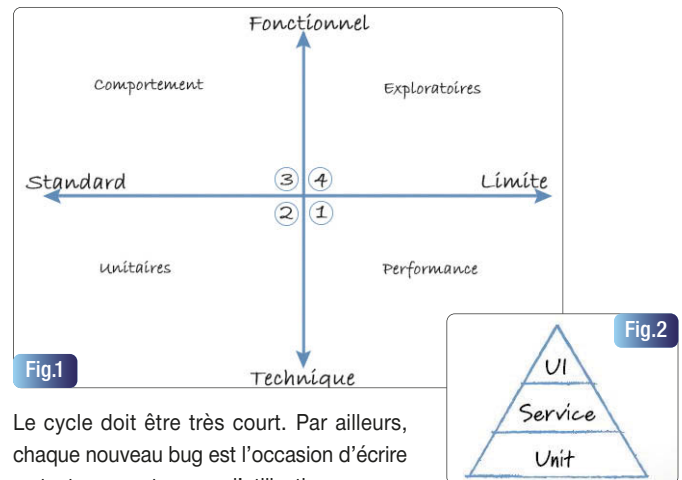 Fonctionnel
Comportement
Exploratoires
Standard
3 4
Limite
2 1
Unitaires
Performance
Fig.1
Technique
Fig.2
UI
Service
Unit
Le cycle doit être très court. Par ailleurs,
chaque nouveau bug est l'occasion d'écrire